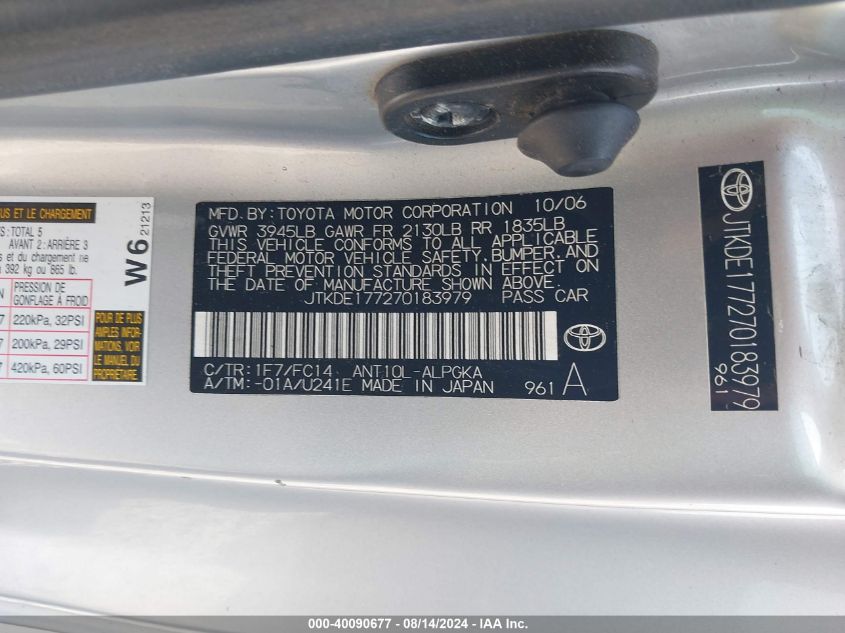 US ET LE CHARGEMENT
TOTAL 5
AVANT 2 : ARRIÈRE 3
s et du chargement
392 kg ou 865 lb.
PRESSION DE
GONFLAGE À FROID
220kPa, 32PSI
200kPa, 29PSI
420kPa, 60PSI
POUR DE PLUS
AMPLES INFOR-
MATIONS, VOIR
LE MANUEL DU
W6
21213
MFD. BY: TOYOTA MOTOR CORPORATION 10/06
GVWR 3945LB GAWR FR 2130LB RR 1835LB
THIS VEHICLE CONFORMS TO ALL APPLICABLE
FEDERAL MOTOR VEHICLE SAFETY, BUMPER, AND
THEFT PREVENTION STANDARDS IN EFFECT ON
THE DATE OF MANUFACTURE SHOWN ABOVE.
JTKDE177270183979 PASS CAR
C/TR: 1F7/FC14 ANT10L-ALPGKA
A/TM: -01A/U241E MADE IN JAPAN 961 A
JTKDE177270183979
961
000-40090677 - 08/14/2024 - IAA Inc.